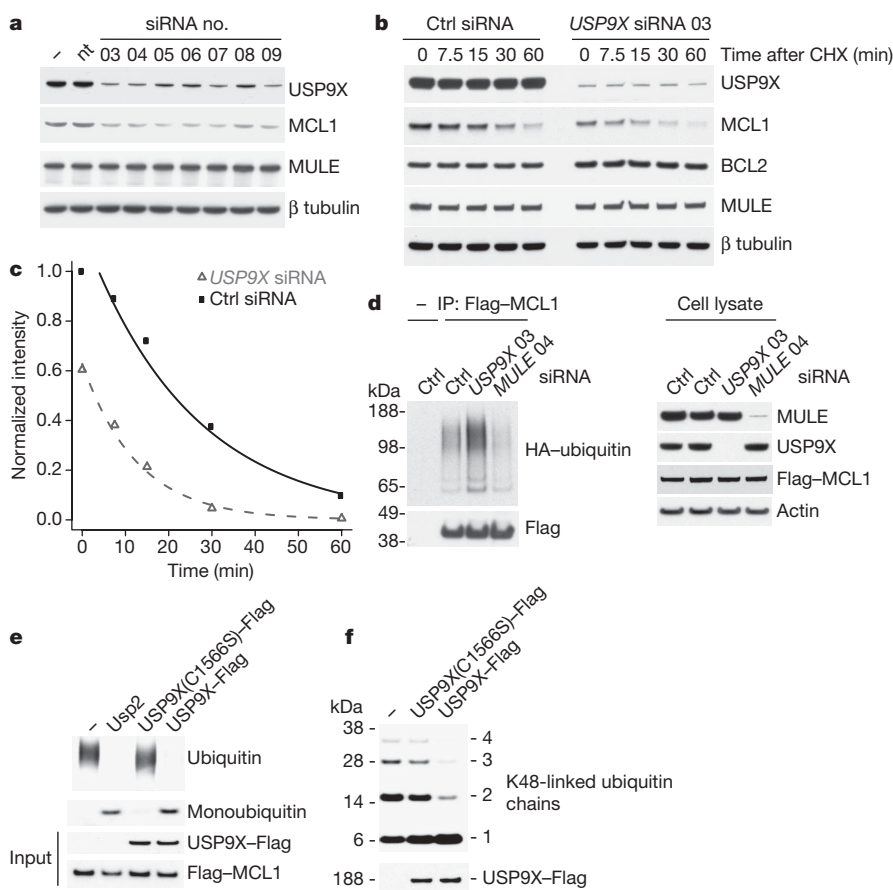 a
siRNA no.
– nt 03 04 05 06 07 08 09
USP9X
MCL1
MULE
β tubulin
b
Ctrl siRNA USP9X siRNA 03
0 7.5 15 30 60 0 7.5 15 30 60 Time after CHX (min)
USP9X
MCL1
BCL2
MULE
β tubulin
c
Normalized intensity
1.0
0.8
0.6
0.4
0.2
0.0
0 10 20 30 40 50 60
Time (min)
USP9X siRNA
Ctrl siRNA
d
– IP: Flag–MCL1
Ctrl Ctrl USP9X 03 MULE 04 siRNA
kDa
188-
98-
65-
49-
38-
HA–ubiquitin
Flag
Cell lysate
Ctrl Ctrl USP9X 03 MULE 04 siRNA
MULE
USP9X
Flag–MCL1
Actin
e
– Usp2 USP9X(C1566S)–Flag USP9X–Flag
Ubiquitin
Monoubiquitin
Input
USP9X–Flag
Flag–MCL1
f
– USP9X(C1566S)–Flag USP9X–Flag
kDa
38 -
28 -
14 -
6 -
188 -
- 4
- 3
- 2
- 1
K48-linked ubiquitin
chains
- USP9X–Flag